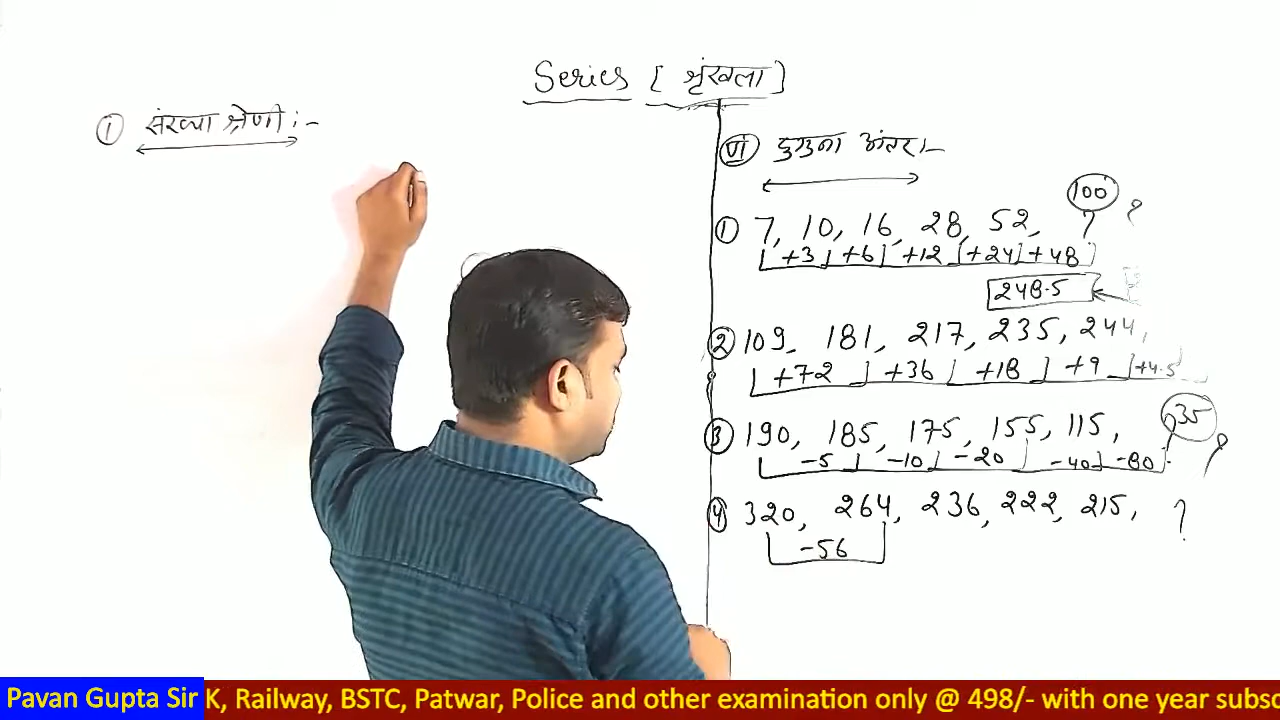 Series [ श्रृंखला ]
① संख्या श्रेणी :-
VI दुगुना अंतर :-
100
① 7, 10, 16, 28, 52, ? ?
+3 +6 +12 +24 +48
248.5
② 109, 181, 217, 235, 244,
+72 +36 +18 +9 +4.5
35
③ 190, 185, 175, 155, 115, ? ?
-5 -10 -20 -40 -80
④ 320, 264, 236, 222, 215, ?
-56
Pavan Gupta Sir K, Railway, BSTC, Patwar, Police and other examination only @ 498/- with one year subsc